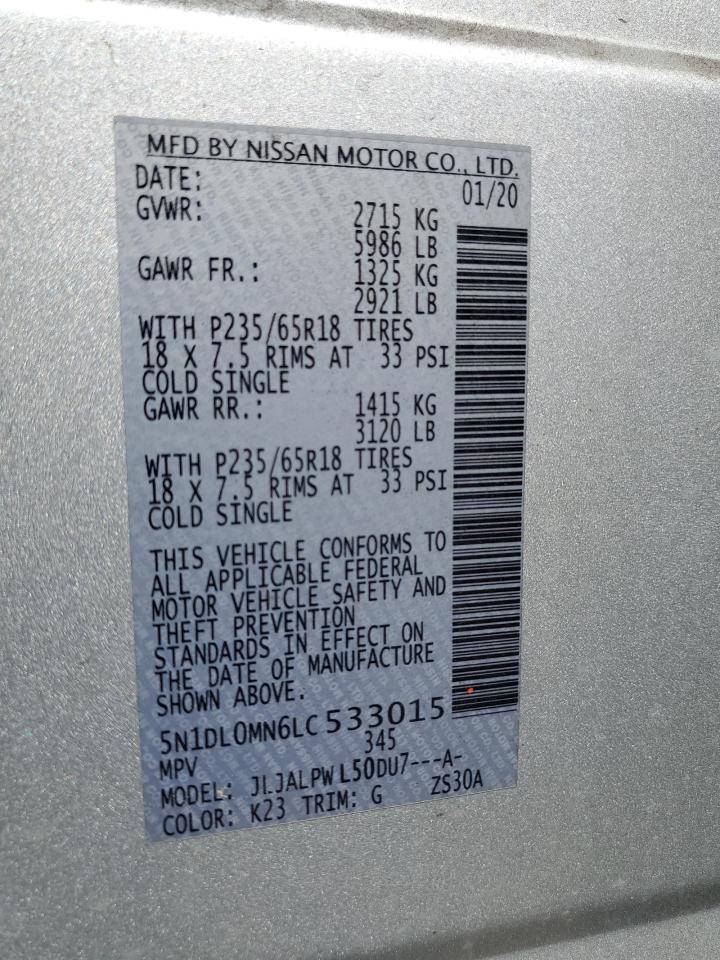 MFD BY NISSAN MOTOR CO., LTD.
DATE: 01/20
GVWR: 2715 KG
5986 LB
GAWR FR.: 1325 KG
2921 LB
WITH P235/65R18 TIRES
18 X 7.5 RIMS AT 33 PSI
COLD SINGLE
GAWR RR.: 1415 KG
3120 LB
WITH P235/65R18 TIRES
18 X 7.5 RIMS AT 33 PSI
COLD SINGLE
THIS VEHICLE CONFORMS TO
ALL APPLICABLE FEDERAL
MOTOR VEHICLE SAFETY AND
THEFT PREVENTION
STANDARDS IN EFFECT ON
THE DATE OF MANUFACTURE
SHOWN ABOVE.
5N1DL0MN6LC533015
MPV 345
MODEL: JLJALPWL50DU7---A-
COLOR: K23 TRIM: G ZS30A